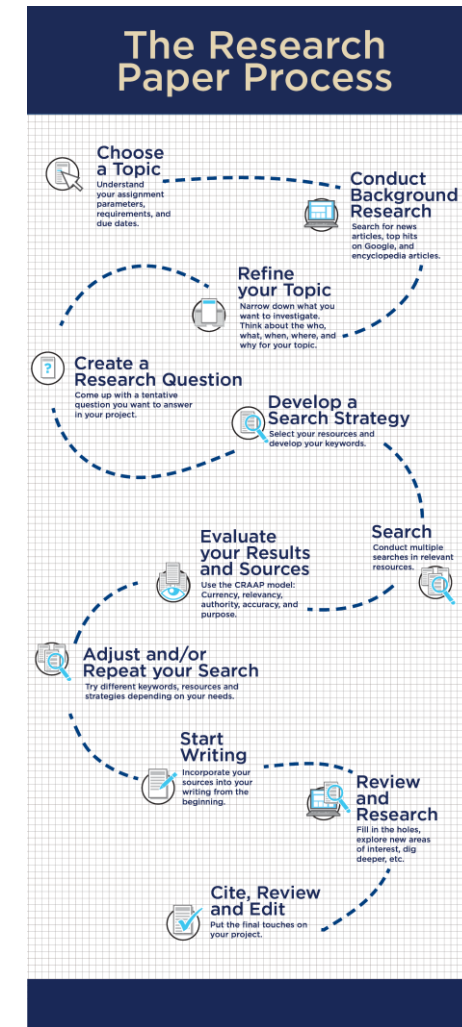 The Research
Paper Process
Choose
a Topic
Understand
your assignment
parameters,
requirements, and
due dates.
Conduct
Background
Research
Search for news
articles, top hits
on Google, and
encyclopedia articles.
Refine
your Topic
Narrow down what you
want to investigate.
Think about the who,
what, when, where, and
why for your topic.
?
Create a
Research Question
Come up with a tentative
question you want to answer
in your project.
Develop a
Search Strategy
Select your resources and
develop your keywords.
Search
Conduct multiple
searches in relevant
resources.
Evaluate
your Results
and Sources
Use the CRAAP model:
Currency, relevancy,
authority, accuracy, and
purpose.
Adjust and/or
Repeat your Search
Try different keywords, resources and
strategies depending on your needs.
Start
Writing
Incorporate your
sources into your
writing from the
beginning.
Review
and
Research
Fill in the holes,
explore new areas
of interest, dig
deeper, etc.
Cite, Review
and Edit
Put the final touches on
your project.